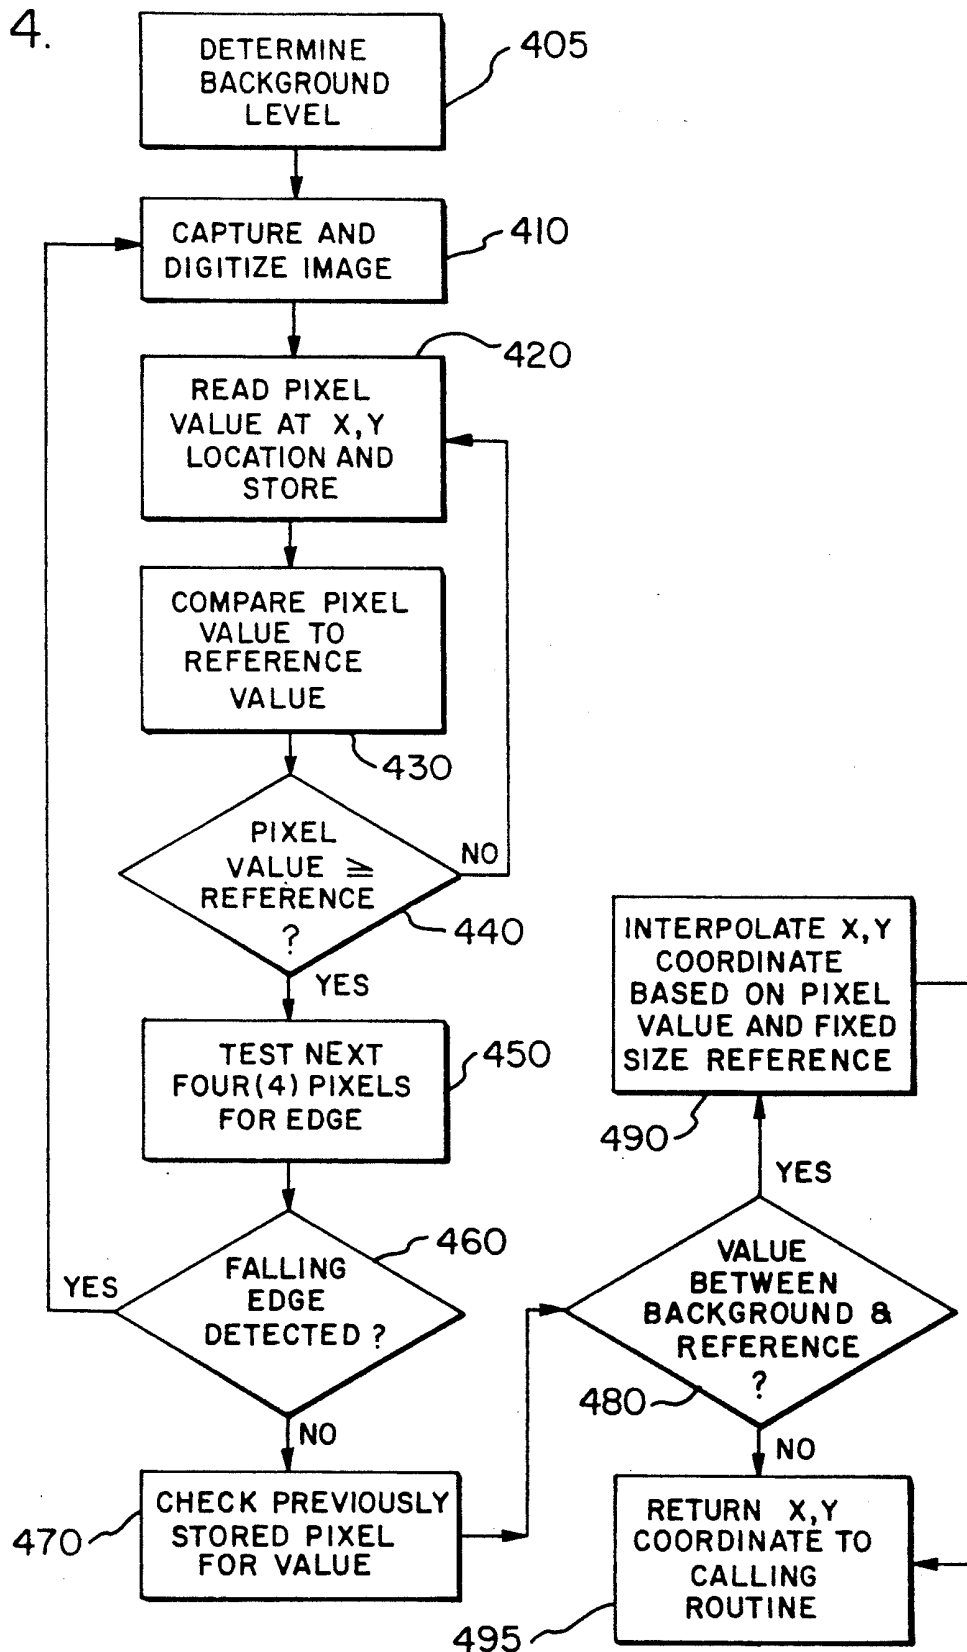 4.
DETERMINE
BACKGROUND
LEVEL
405
CAPTURE AND
DIGITIZE IMAGE
410
420
READ PIXEL
VALUE AT X,Y
LOCATION AND
STORE
COMPARE PIXEL
VALUE TO
REFERENCE
VALUE
430
PIXEL
VALUE ≧
REFERENCE
?
NO
440
YES
TEST NEXT
FOUR(4) PIXELS
FOR EDGE
450
FALLING
EDGE
DETECTED ?
460
YES
NO
CHECK PREVIOUSLY
STORED PIXEL
FOR VALUE
470
VALUE
BETWEEN
BACKGROUND &
REFERENCE
?
480
YES
INTERPOLATE X,Y
COORDINATE
BASED ON PIXEL
VALUE AND FIXED
SIZE REFERENCE
490
NO
RETURN X,Y
COORDINATE TO
CALLING
ROUTINE
495